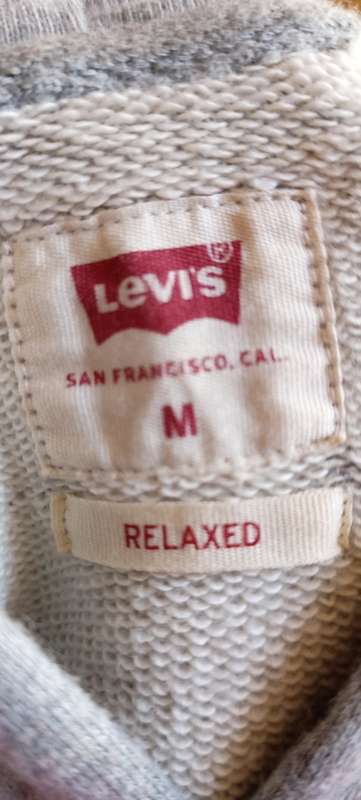 LEVI'S®
SAN FRANCISCO, CAL.
M
RELAXED